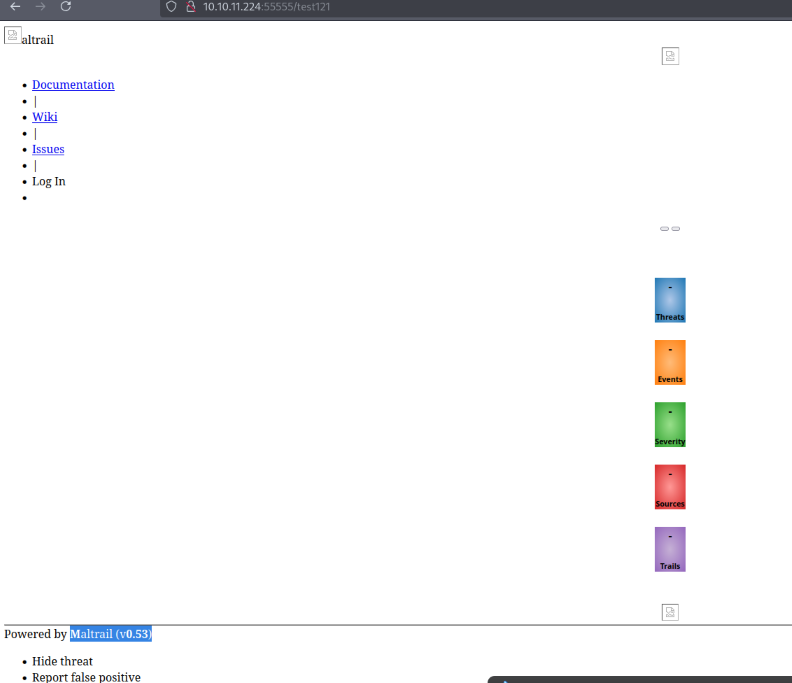 10.10.11.224:55555/test121
altrail
Documentation
|
Wiki
|
Issues
|
Log In
-
Threats
-
Events
-
Severity
-
Sources
-
Trails
Powered by Maltrail (v0.53)
Hide threat
Report false positive